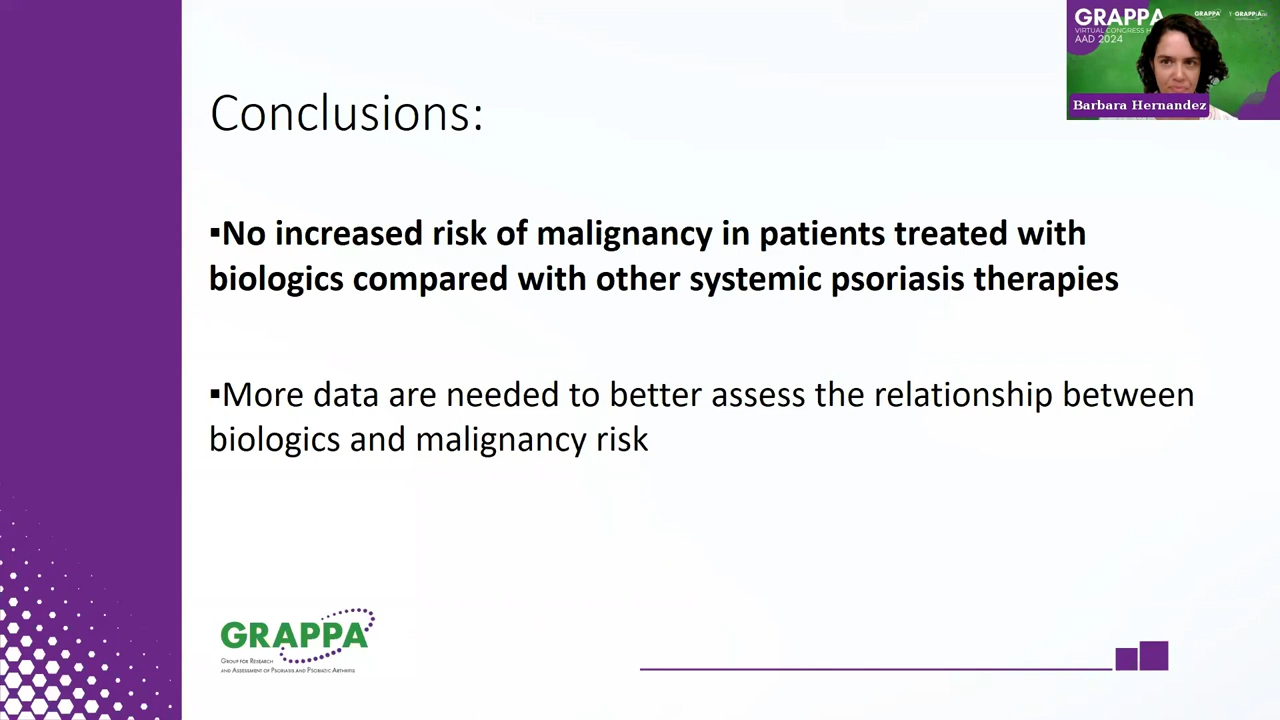 GRAPPA
VIRTUAL CONGRESS H
AAD 2024
GRAPPA
Barbara Hernandez
Conclusions:
▪No increased risk of malignancy in patients treated with
biologics compared with other systemic psoriasis therapies
▪More data are needed to better assess the relationship between
biologics and malignancy risk
GRAPPA
GROUP FOR RESEARCH
AND ASSESSMENT OF PSORIASIS AND PSORIATIC ARTHRITIS